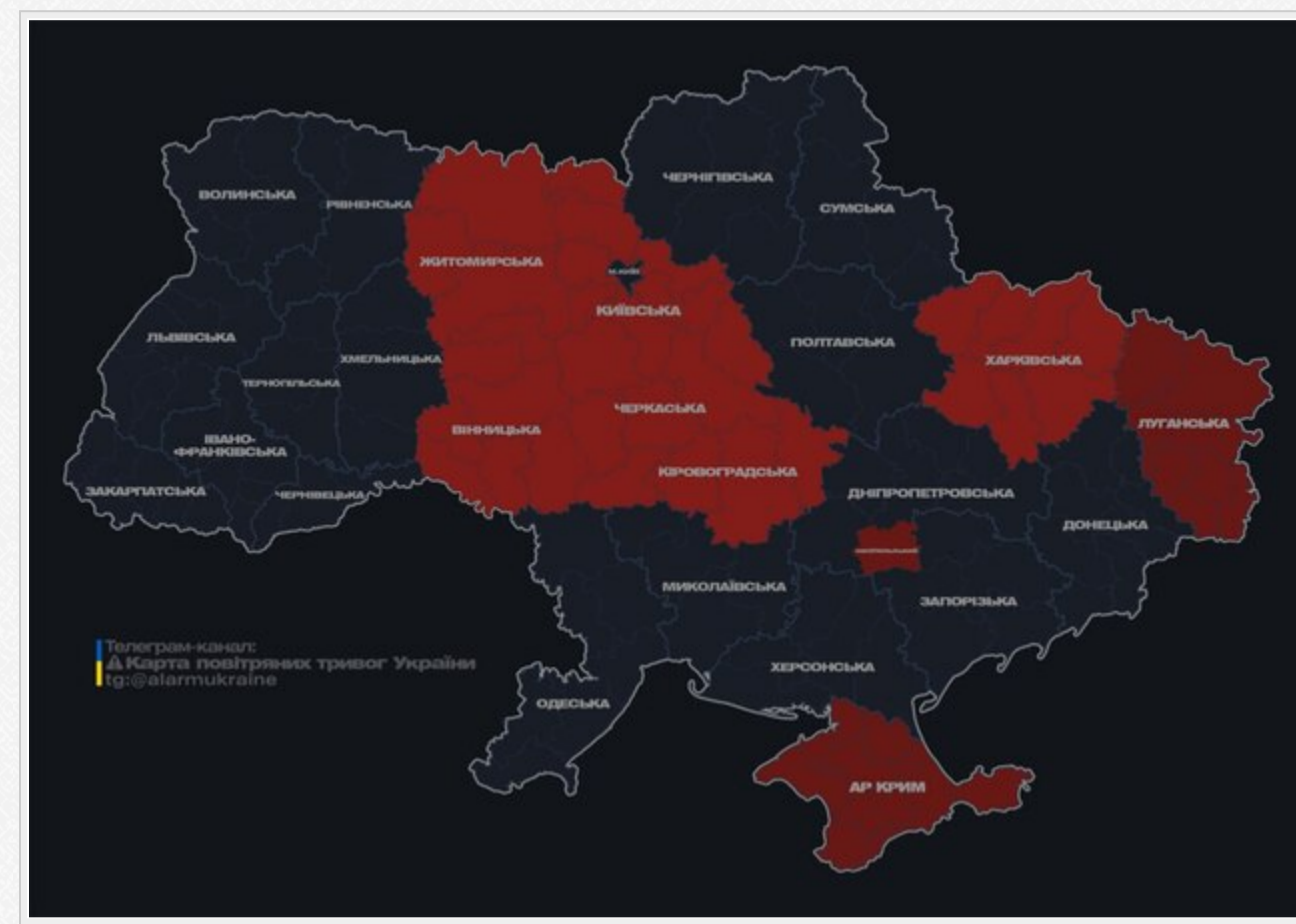 ЧЕРНІГІВСЬКА
ВОЛИНСЬКА
РІВНЕНСЬКА
СУМСЬКА
ЖИТОМИРСЬКА
М.КИЇВ
КИЇВСЬКА
ЛЬВІВСЬКА
ПОЛТАВСЬКА
ХМЕЛЬНИЦЬКА
ХАРКІВСЬКА
ТЕРНОПІЛЬСЬКА
ЧЕРКАСЬКА
ЛУГАНСЬКА
ВІННИЦЬКА
ІВАНО-
ФРАНКІВСЬКА
КІРОВОГРАДСЬКА
ЗАКАРПАТСЬКА
ЧЕРНІВЕЦЬКА
ДНІПРОПЕТРОВСЬКА
ДОНЕЦЬКА
МИКОЛАЇВСЬКА
ЗАПОРІЗЬКА
Телеграм-канал:
Карта повітряних тривог України
tg:@alarmukraine
ХЕРСОНСЬКА
ОДЕСЬКА
АР КРИМ